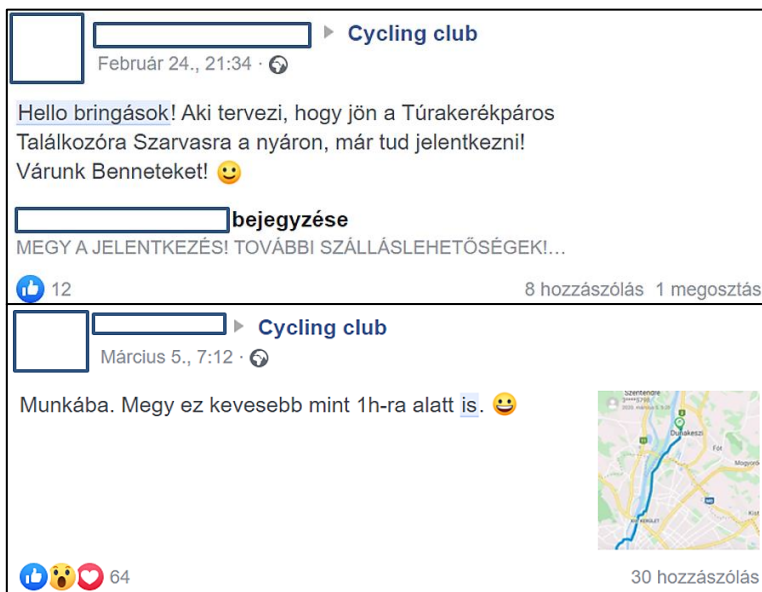 Cycling club
Február 24., 21:34 ·
Hello bringások! Aki tervezi, hogy jön a Túrakerékpáros
Találkozóra Szarvasra a nyáron, már tud jelentkezni!
Várunk Benneteket! 🙂
bejegyzése
MEGY A JELENTKEZÉS! TOVÁBBI SZÁLLÁSLEHETŐSÉGEK!...
12
8 hozzászólás 1 megosztás
Cycling club
Március 5., 7:12 ·
Munkába. Megy ez kevesebb mint 1h-ra alatt is. 😀
Szentendre
Dunakeszi
Fót
Mogyoró
64
30 hozzászólás